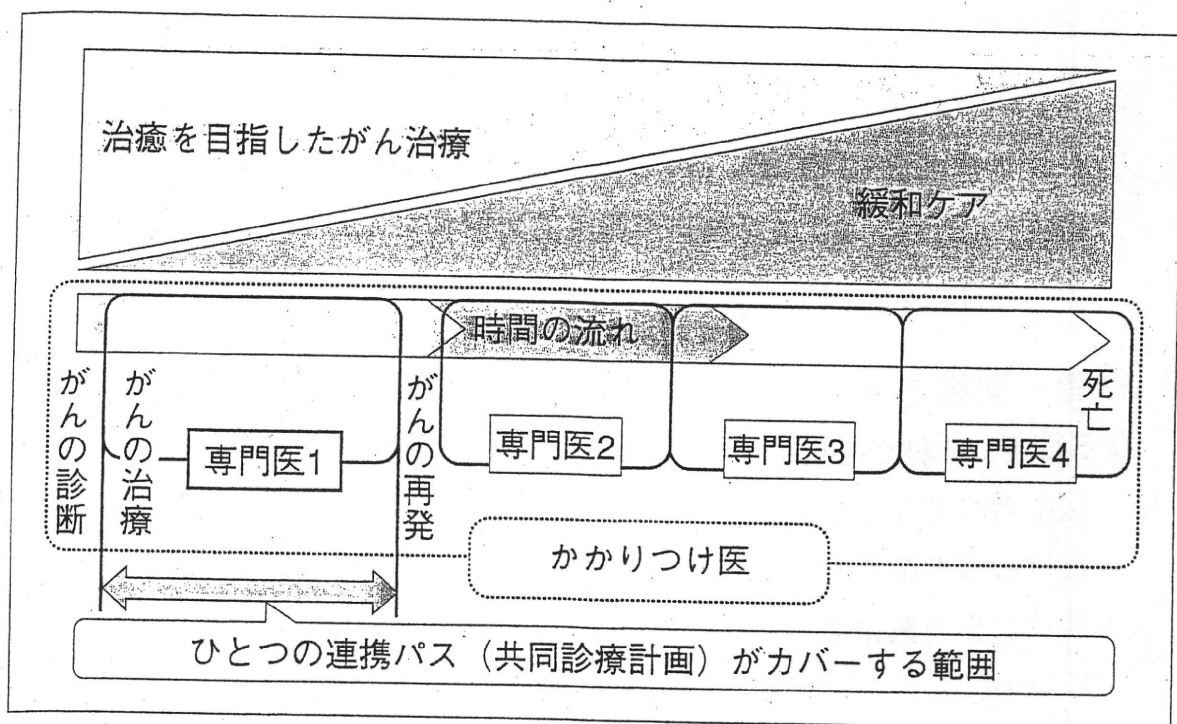 治癒を目指したがん治療
緩和ケア
時間の流れ
がんの診断
がんの治療
専門医1
がんの再発
専門医2
専門医3
専門医4
死亡
かかりつけ医
ひとつの連携パス（共同診療計画）がカバーする範囲